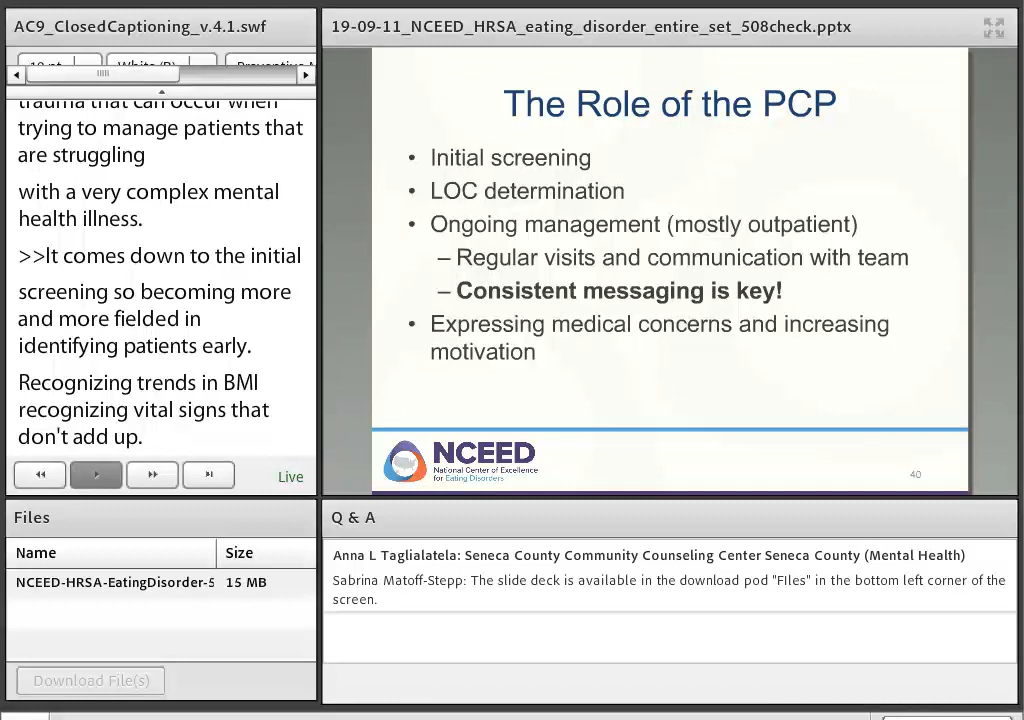 AC9_ClosedCaptioning_v.4.1.swf
trauma that can occur when
trying to manage patients that
are struggling
with a very complex mental
health illness.
>>It comes down to the initial
screening so becoming more
and more fielded in
identifying patients early.
Recognizing trends in BMI
recognizing vital signs that
don't add up.
Live
Files
Name Size
NCEED-HRSA-EatingDisorder-5 15 MB
Download File(s)
19-09-11_NCEED_HRSA_eating_disorder_entire_set_508check.pptx
The Role of the PCP
• Initial screening
• LOC determination
• Ongoing management (mostly outpatient)
– Regular visits and communication with team
– Consistent messaging is key!
• Expressing medical concerns and increasing
motivation
NCEED
National Center of Excellence
for Eating Disorders
40
Q & A
Anna L Taglialatela: Seneca County Community Counseling Center Seneca County (Mental Health)
Sabrina Matoff-Stepp: The slide deck is available in the download pod "FIles" in the bottom left corner of the
screen.